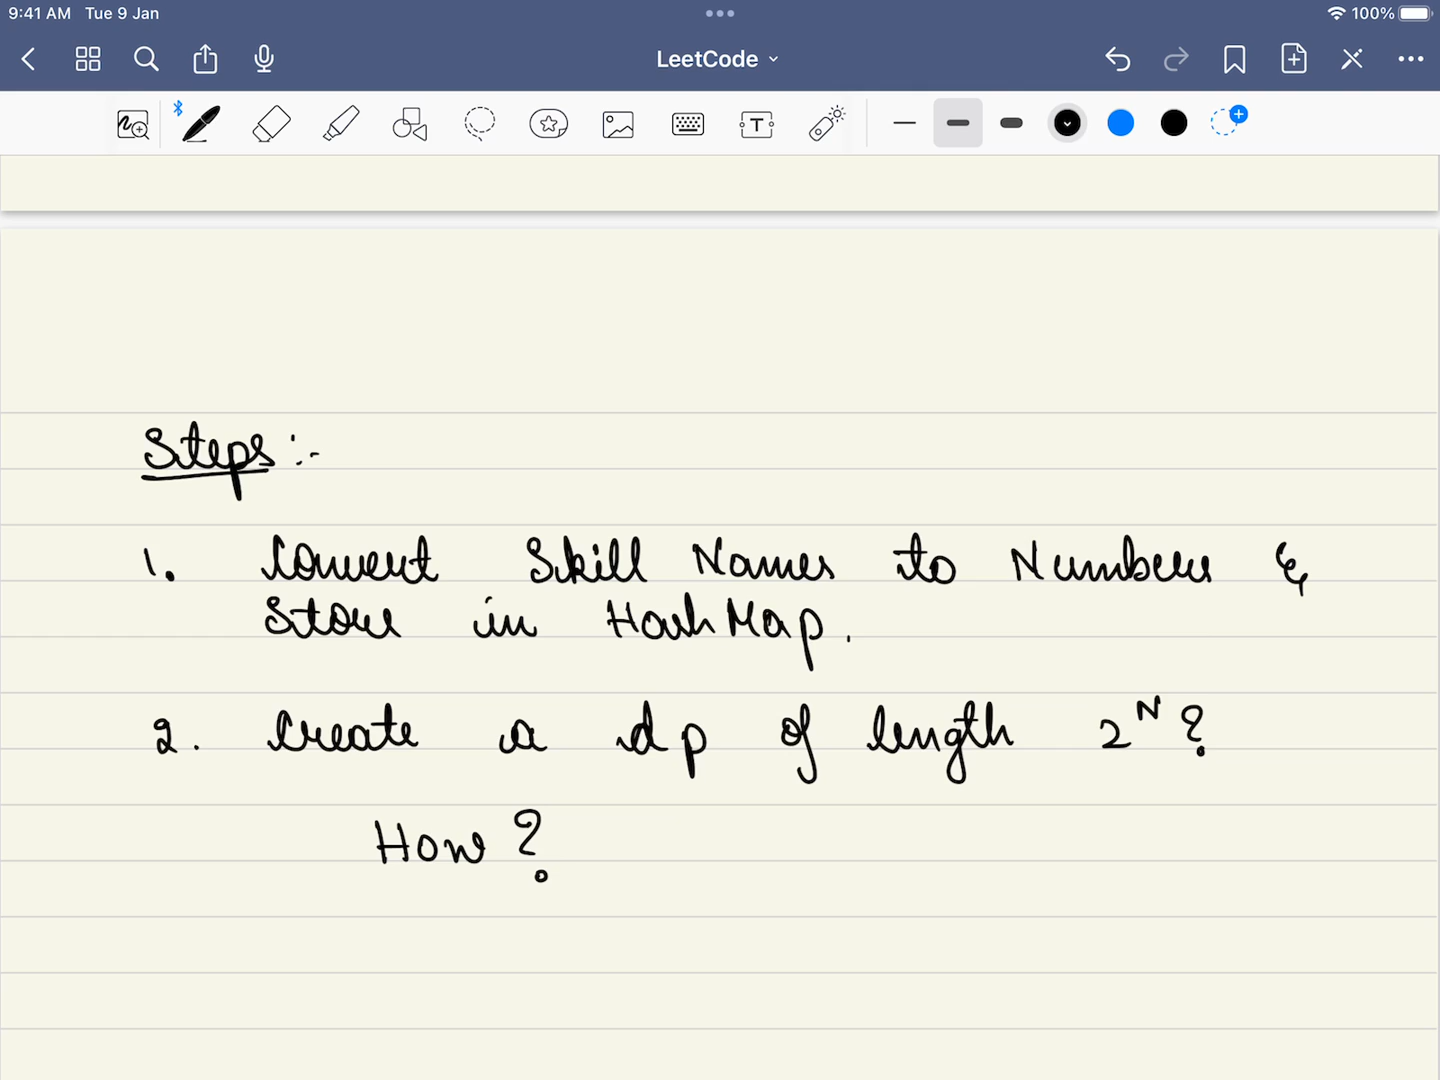 9:41 AM Tue 9 Jan
100%
LeetCode
T
Steps :-
1. Convert Skill Names to Numbers &
Store in HashMap.
2. Create a dp of length 2^N ?
How ?